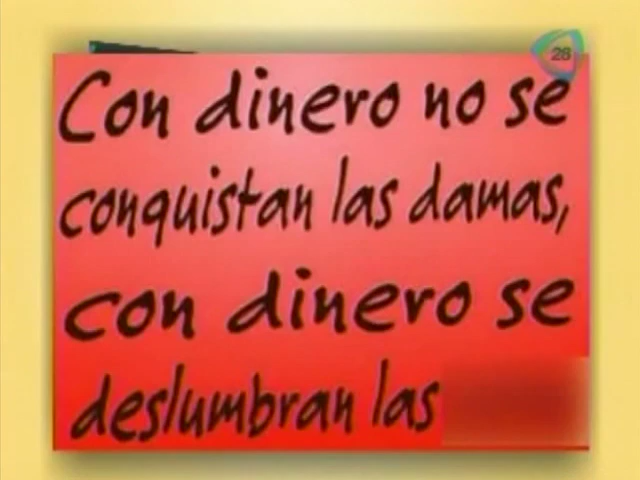 28
Con dinero no se
conquistan las damas,
con dinero se
deslumbran las